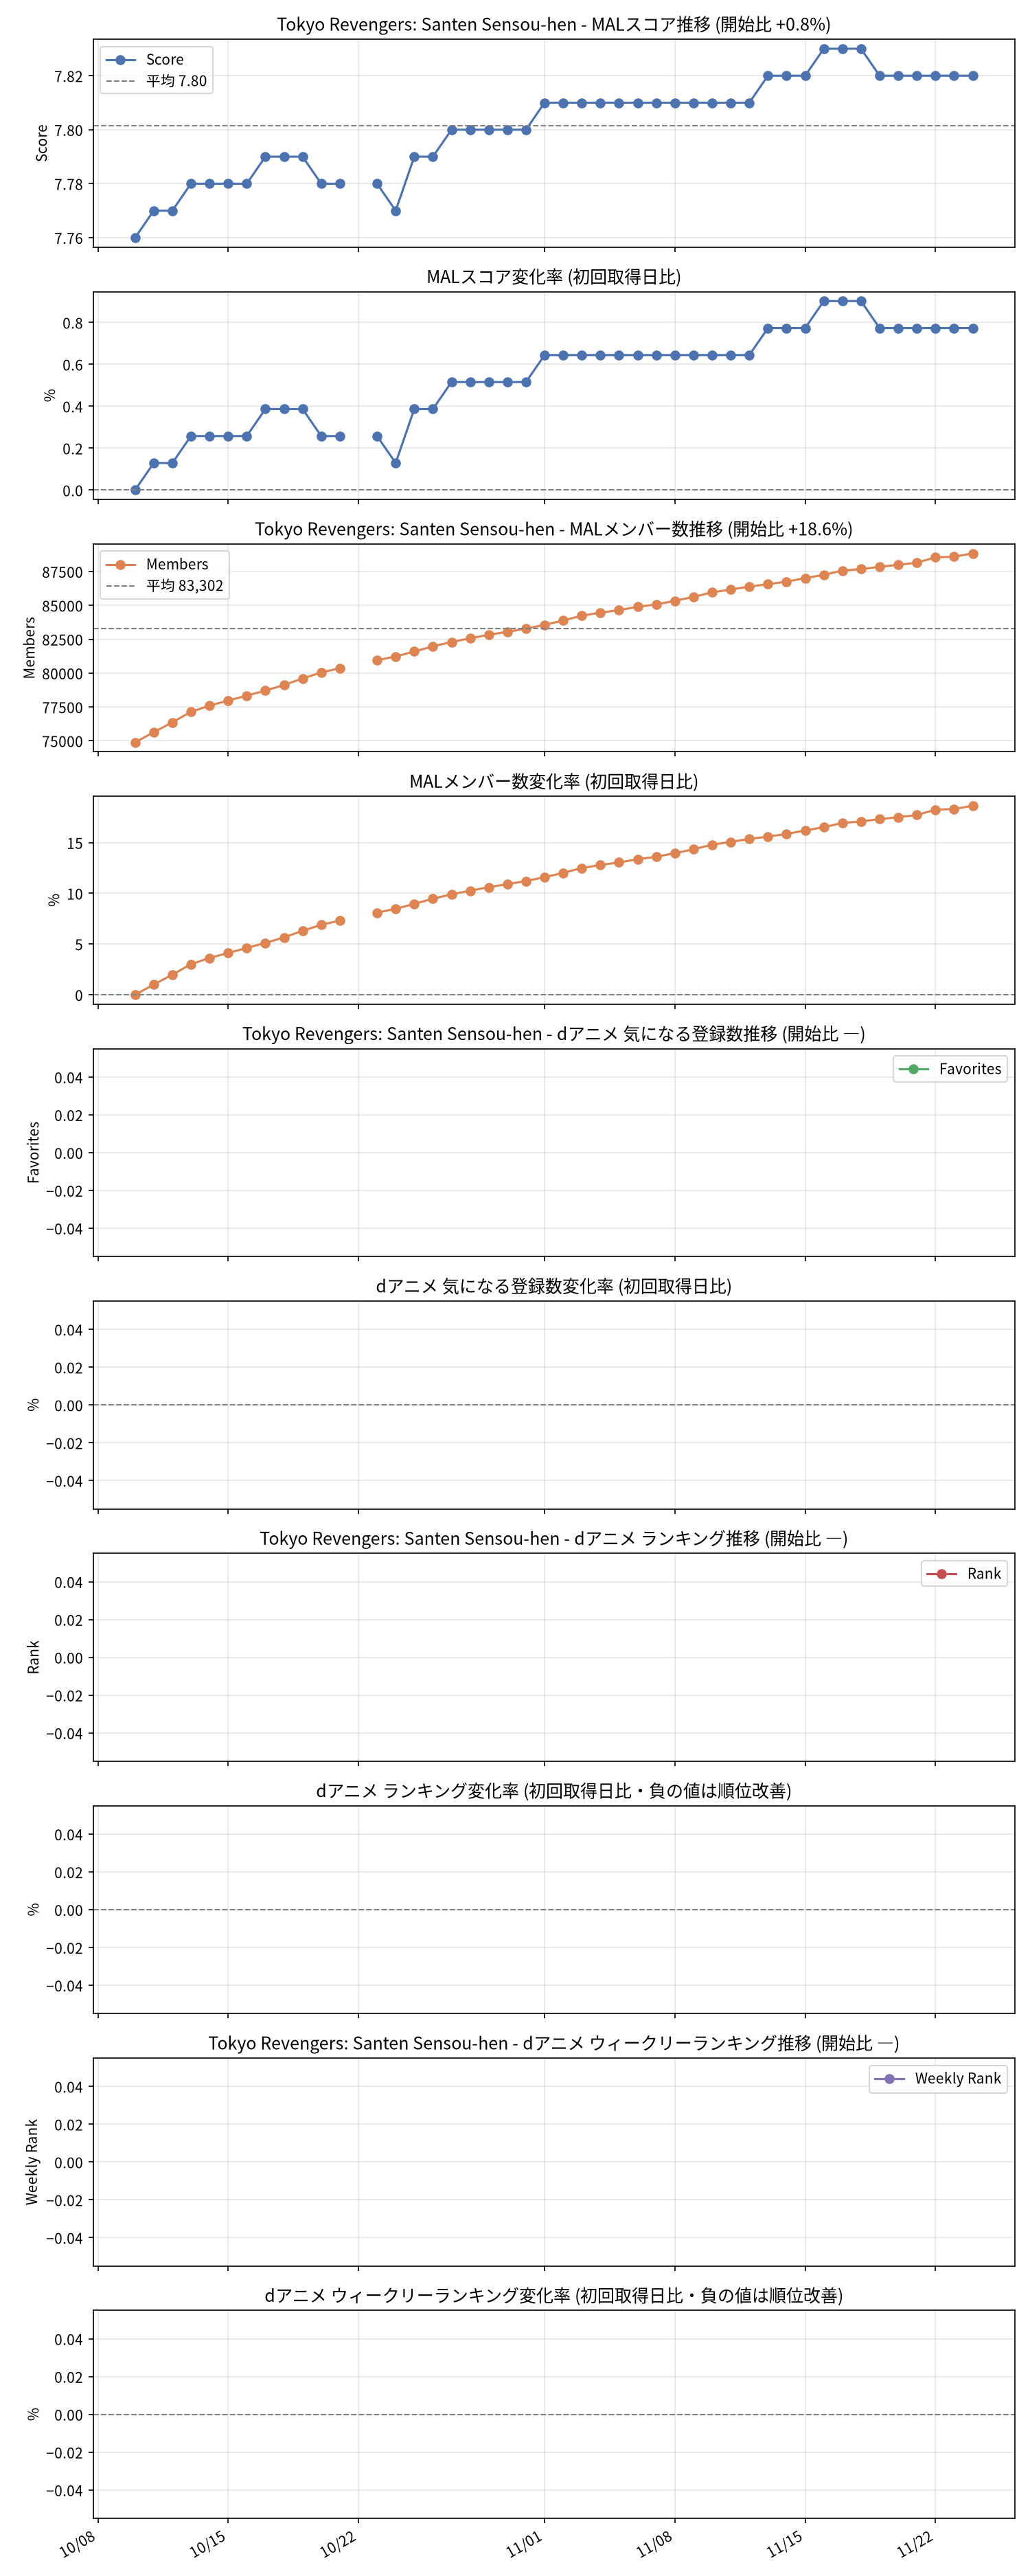 Tokyo Revengers: Santen Sensou-hen - MALスコア推移 (開始比 +0.8%)
Score
平均 7.80
Score
7.82
7.80
7.78
7.76
MALスコア変化率 (初回取得日比)
%
0.8
0.6
0.4
0.2
0.0
Tokyo Revengers: Santen Sensou-hen - MALメンバー数推移 (開始比 +18.6%)
Members
平均 83,302
Members
87500
85000
82500
80000
77500
75000
MALメンバー数変化率 (初回取得日比)
%
15
10
5
0
Tokyo Revengers: Santen Sensou-hen - dアニメ 気になる登録数推移 (開始比 —)
Favorites
Favorites
0.04
0.02
0.00
−0.02
−0.04
dアニメ 気になる登録数変化率 (初回取得日比)
%
0.04
0.02
0.00
−0.02
−0.04
Tokyo Revengers: Santen Sensou-hen - dアニメ ランキング推移 (開始比 —)
Rank
Rank
0.04
0.02
0.00
−0.02
−0.04
dアニメ ランキング変化率 (初回取得日比・負の値は順位改善)
%
0.04
0.02
0.00
−0.02
−0.04
Tokyo Revengers: Santen Sensou-hen - dアニメ ウィークリーランキング推移 (開始比 —)
Weekly Rank
Weekly Rank
0.04
0.02
0.00
−0.02
−0.04
dアニメ ウィークリーランキング変化率 (初回取得日比・負の値は順位改善)
%
0.04
0.02
0.00
−0.02
−0.04
10/08
10/15
10/22
11/01
11/08
11/15
11/22